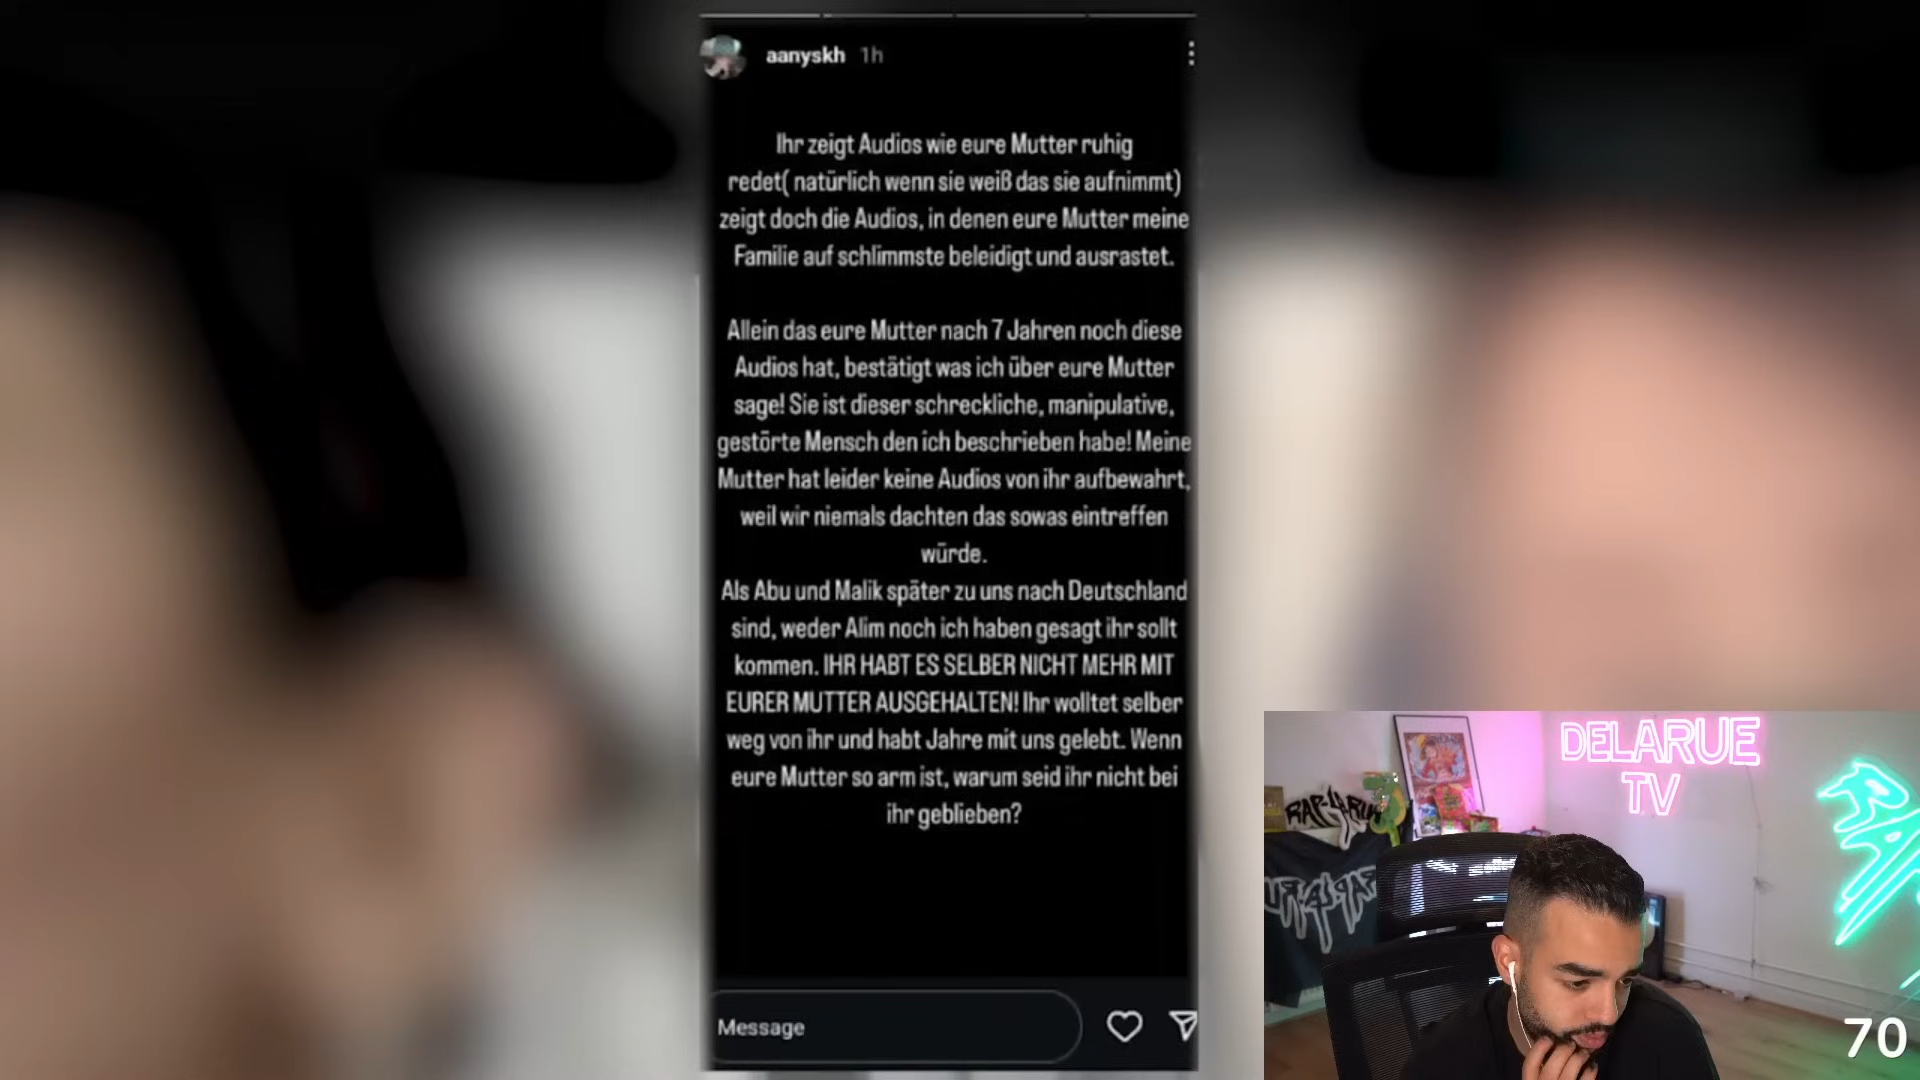 aanyskh 1h
Ihr zeigt Audios wie eure Mutter ruhig
redet( natürlich wenn sie weiß das sie aufnimmt)
zeigt doch die Audios, in denen eure Mutter meine
Familie auf schlimmste beleidigt und ausrastet.
Allein das eure Mutter nach 7 Jahren noch diese
Audios hat, bestätigt was ich über eure Mutter
sage! Sie ist dieser schreckliche, manipulative,
gestörte Mensch den ich beschrieben habe! Meine
Mutter hat leider keine Audios von ihr aufbewahrt,
weil wir niemals dachten das sowas eintreffen
würde.
Als Abu und Malik später zu uns nach Deutschland
sind, weder Alim noch ich haben gesagt ihr sollt
kommen. IHR HABT ES SELBER NICHT MEHR MIT
EURER MUTTER AUSGEHALTEN! Ihr wolltet selber
weg von ihr und habt Jahre mit uns gelebt. Wenn
eure Mutter so arm ist, warum seid ihr nicht bei
ihr geblieben?
Message
DELARUE
TV
70